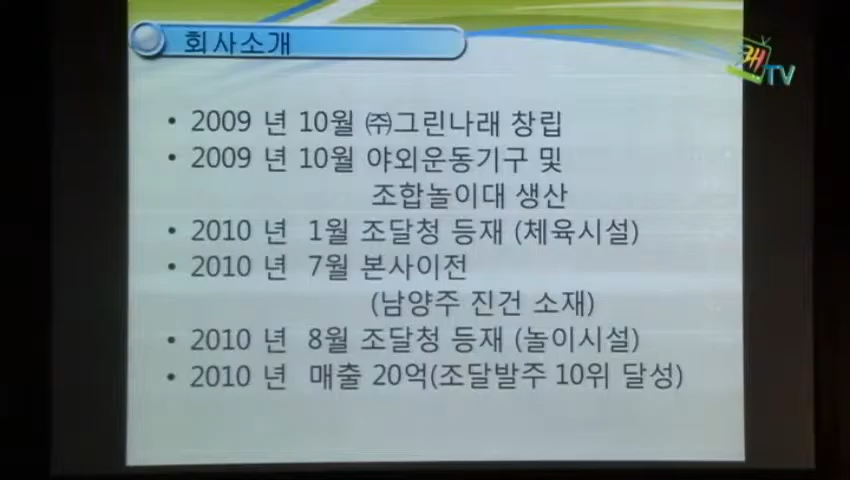 회사소개
캐TV
• 2009 년 10월 ㈜그린나래 창립
• 2009 년 10월 야외운동기구 및
조합놀이대 생산
• 2010 년 1월 조달청 등재 (체육시설)
• 2010 년 7월 본사이전
(남양주 진건 소재)
• 2010 년 8월 조달청 등재 (놀이시설)
• 2010 년 매출 20억(조달발주 10위 달성)